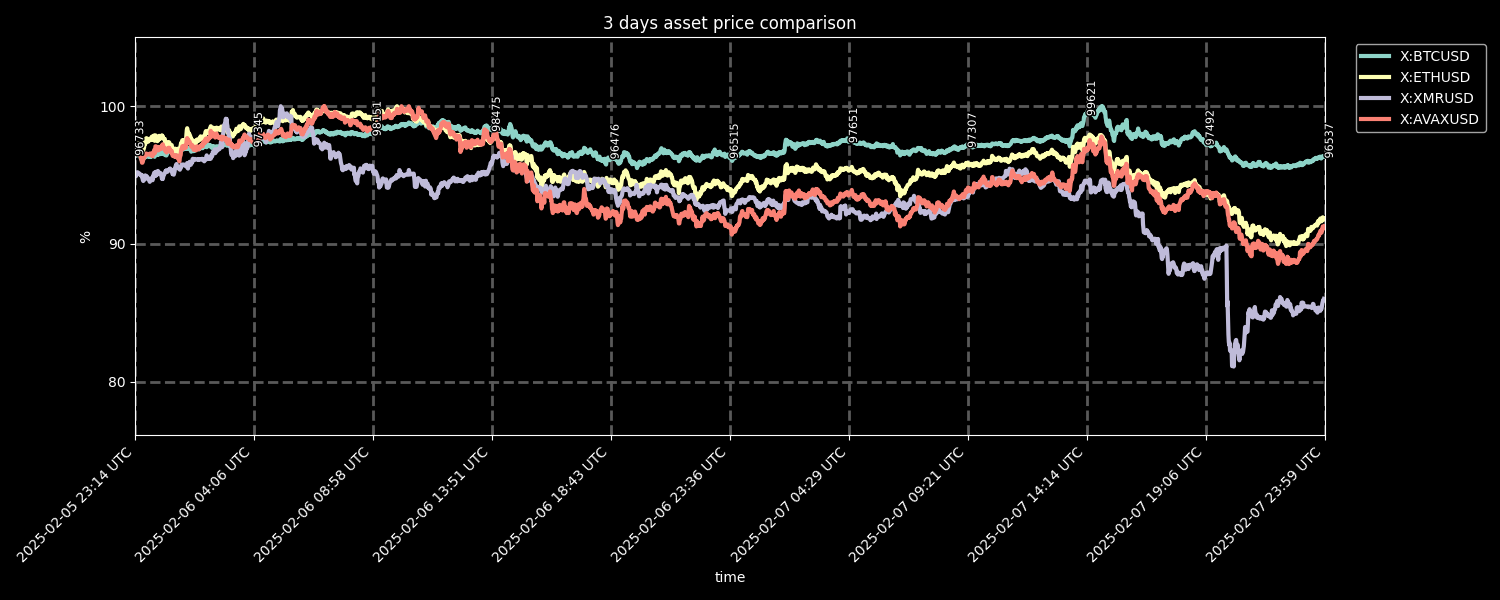 3 days asset price comparison
X:BTCUSD
X:ETHUSD
X:XMRUSD
X:AVAXUSD
100
90
80
%
96733
97345
98151
98475
96476
96515
97651
97307
99621
97492
96537
2025-02-05 23:14 UTC
2025-02-06 04:06 UTC
2025-02-06 08:58 UTC
2025-02-06 13:51 UTC
2025-02-06 18:43 UTC
2025-02-06 23:36 UTC
2025-02-07 04:29 UTC
2025-02-07 09:21 UTC
2025-02-07 14:14 UTC
2025-02-07 19:06 UTC
2025-02-07 23:59 UTC
time